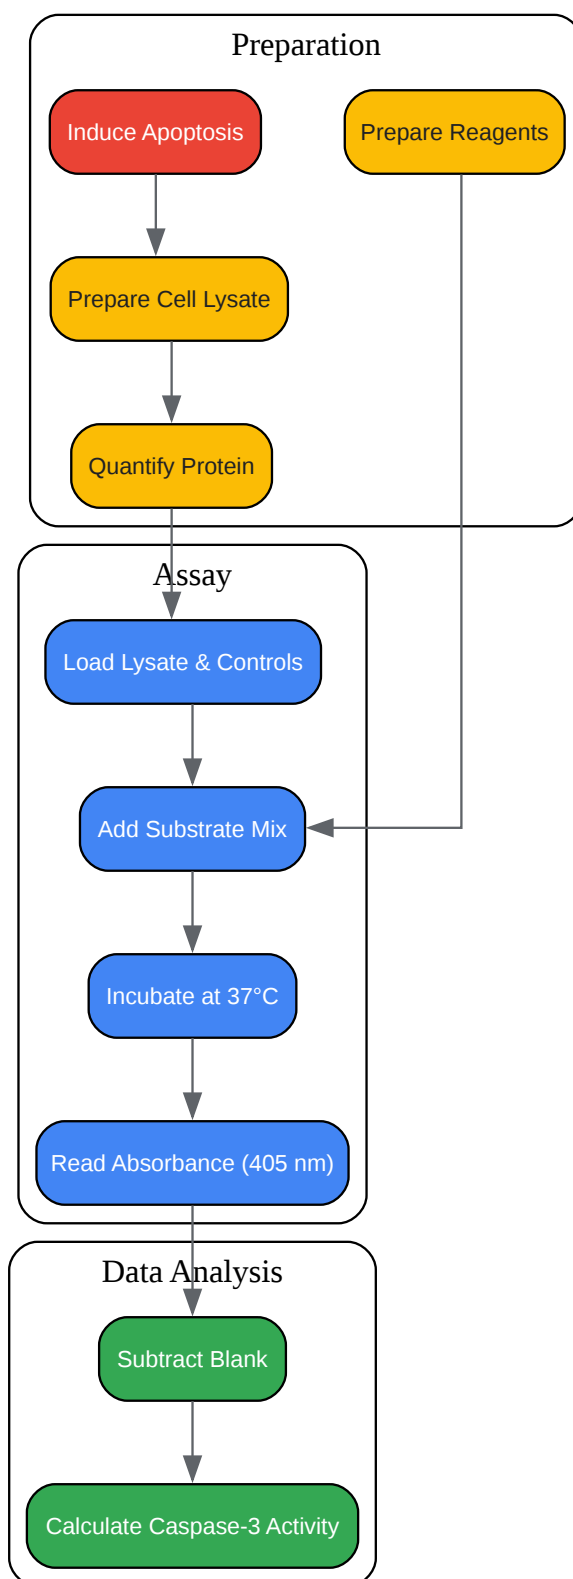 Preparation
Induce Apoptosis
Prepare Reagents
Prepare Cell Lysate
Quantify Protein
Assay
Load Lysate & Controls
Add Substrate Mix
Incubate at 37°C
Read Absorbance (405 nm)
Data Analysis
Subtract Blank
Calculate Caspase-3 Activity